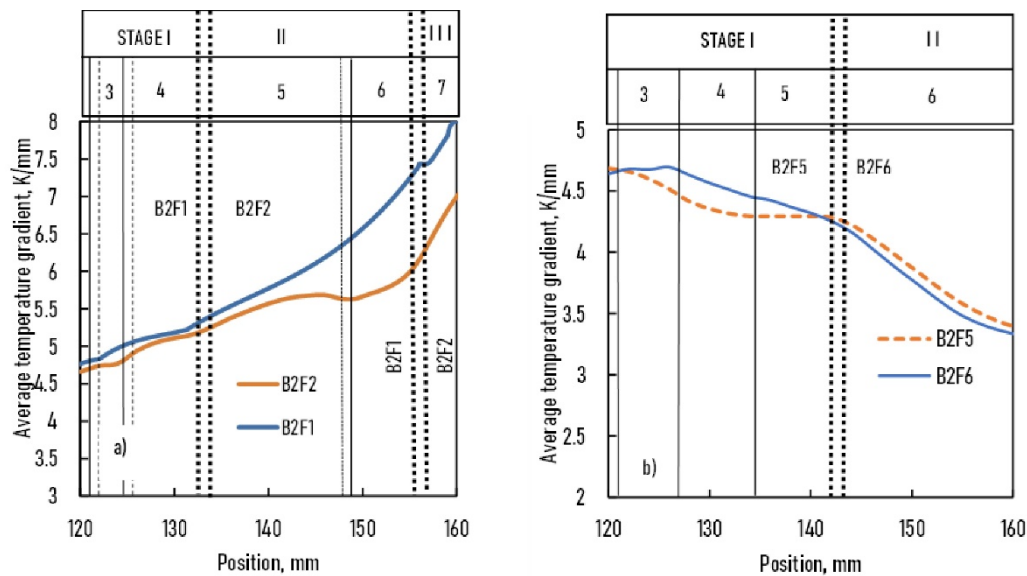 STAGE I
II
III
3
4
5
6
7
8
7.5
7
6.5
6
5.5
5
4.5
4
3.5
3
Average temperature gradient, K/mm
B2F1
B2F2
B2F1
B2F2
B2F2
B2F1
a)
120
130
140
150
160
Position, mm
STAGE I
II
3
4
5
6
5
4.5
4
3.5
3
2.5
2
Average temperature gradient, K/mm
B2F5
B2F6
B2F5
B2F6
b)
120
130
140
150
160
Position, mm